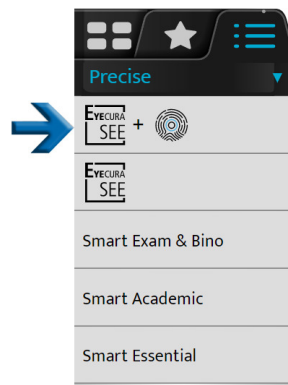 Precise
EYECURA
SEE +
EYECURA
SEE
Smart Exam & Bino
Smart Academic
Smart Essential